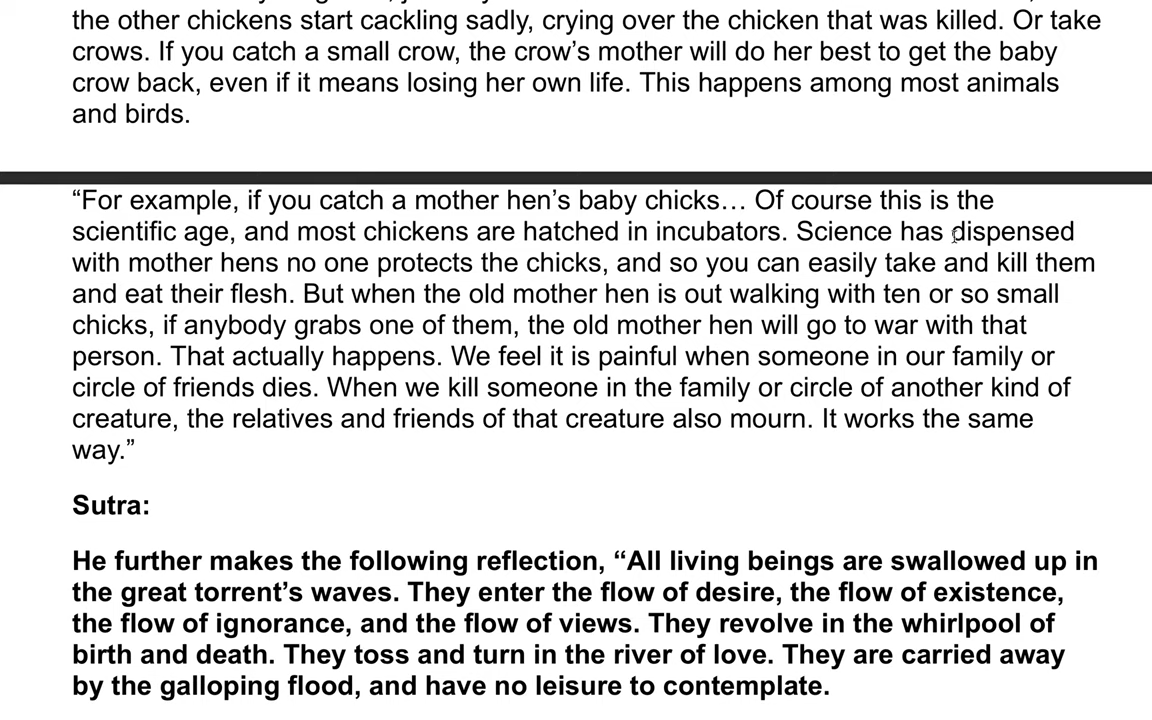 the other chickens start cackling sadly, crying over the chicken that was killed. Or take
crows. If you catch a small crow, the crow’s mother will do her best to get the baby
crow back, even if it means losing her own life. This happens among most animals
and birds.
“For example, if you catch a mother hen’s baby chicks… Of course this is the
scientific age, and most chickens are hatched in incubators. Science has dispensed
with mother hens no one protects the chicks, and so you can easily take and kill them
and eat their flesh. But when the old mother hen is out walking with ten or so small
chicks, if anybody grabs one of them, the old mother hen will go to war with that
person. That actually happens. We feel it is painful when someone in our family or
circle of friends dies. When we kill someone in the family or circle of another kind of
creature, the relatives and friends of that creature also mourn. It works the same
way.”
Sutra:
He further makes the following reflection, “All living beings are swallowed up in
the great torrent’s waves. They enter the flow of desire, the flow of existence,
the flow of ignorance, and the flow of views. They revolve in the whirlpool of
birth and death. They toss and turn in the river of love. They are carried away
by the galloping flood, and have no leisure to contemplate.